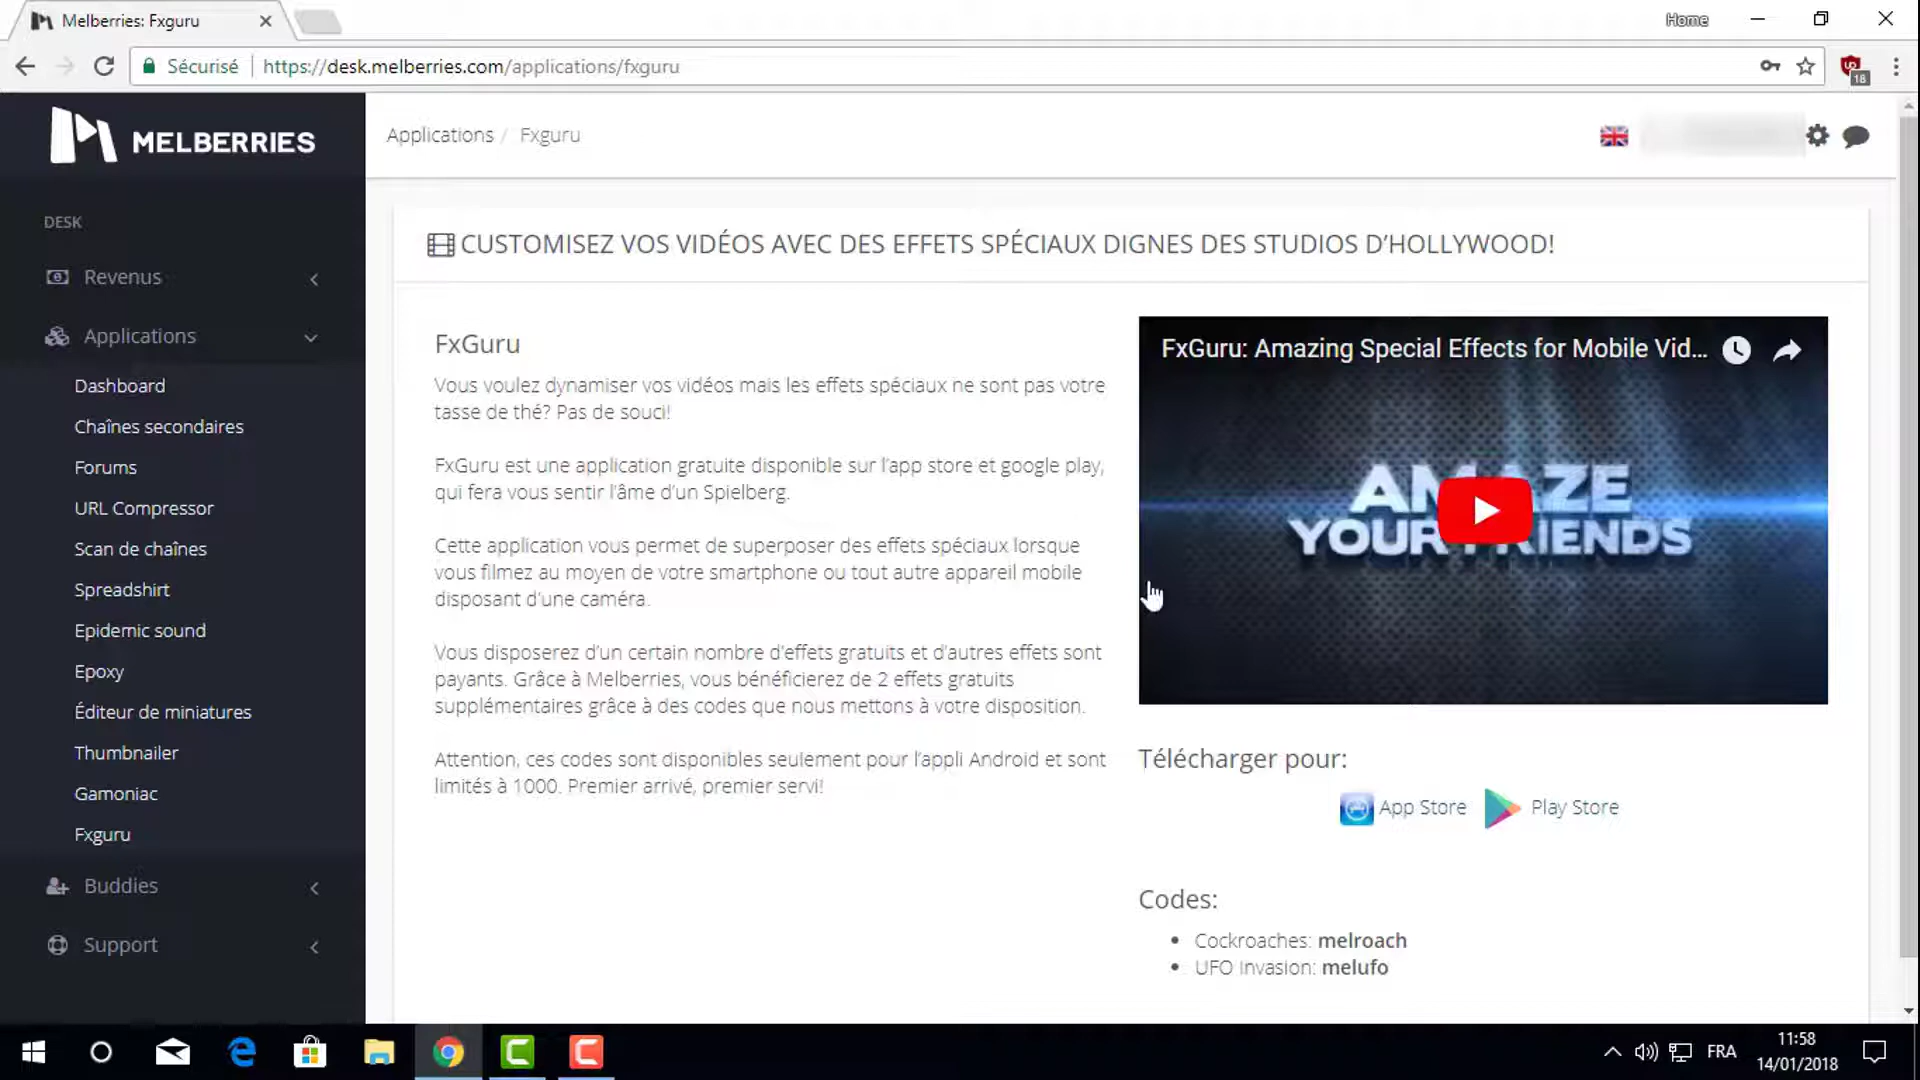 Melberries: Fxguru
Home
Sécurisé
https://desk.melberries.com/applications/fxguru
18
MELBERRIES
Applications / Fxguru
DESK
Revenus
Applications
Dashboard
Chaînes secondaires
Forums
URL Compressor
Scan de chaînes
Spreadshirt
Epidemic sound
Epoxy
Éditeur de miniatures
Thumbnailer
Gamoniac
Fxguru
Buddies
Support
CUSTOMISEZ VOS VIDÉOS AVEC DES EFFETS SPÉCIAUX DIGNES DES STUDIOS D’HOLLYWOOD!
FxGuru
Vous voulez dynamiser vos vidéos mais les effets spéciaux ne sont pas votre
tasse de thé? Pas de souci!
FxGuru est une application gratuite disponible sur l’app store et google play,
qui fera vous sentir l’âme d’un Spielberg.
Cette application vous permet de superposer des effets spéciaux lorsque
vous filmez au moyen de votre smartphone ou tout autre appareil mobile
disposant d’une caméra.
Vous disposerez d’un certain nombre d’effets gratuits et d’autres effets sont
payants. Grâce à Melberries, vous bénéficierez de 2 effets gratuits
supplémentaires grâce à des codes que nous mettons à votre disposition.
Attention, ces codes sont disponibles seulement pour l’appli Android et sont
limités à 1000. Premier arrivé, premier servi!
FxGuru: Amazing Special Effects for Mobile Vid...
AMAZE
YOUR FRIENDS
Télécharger pour:
App Store
Play Store
Codes:
Cockroaches: melroach
UFO Invasion: melufo
FRA
11:58
14/01/2018